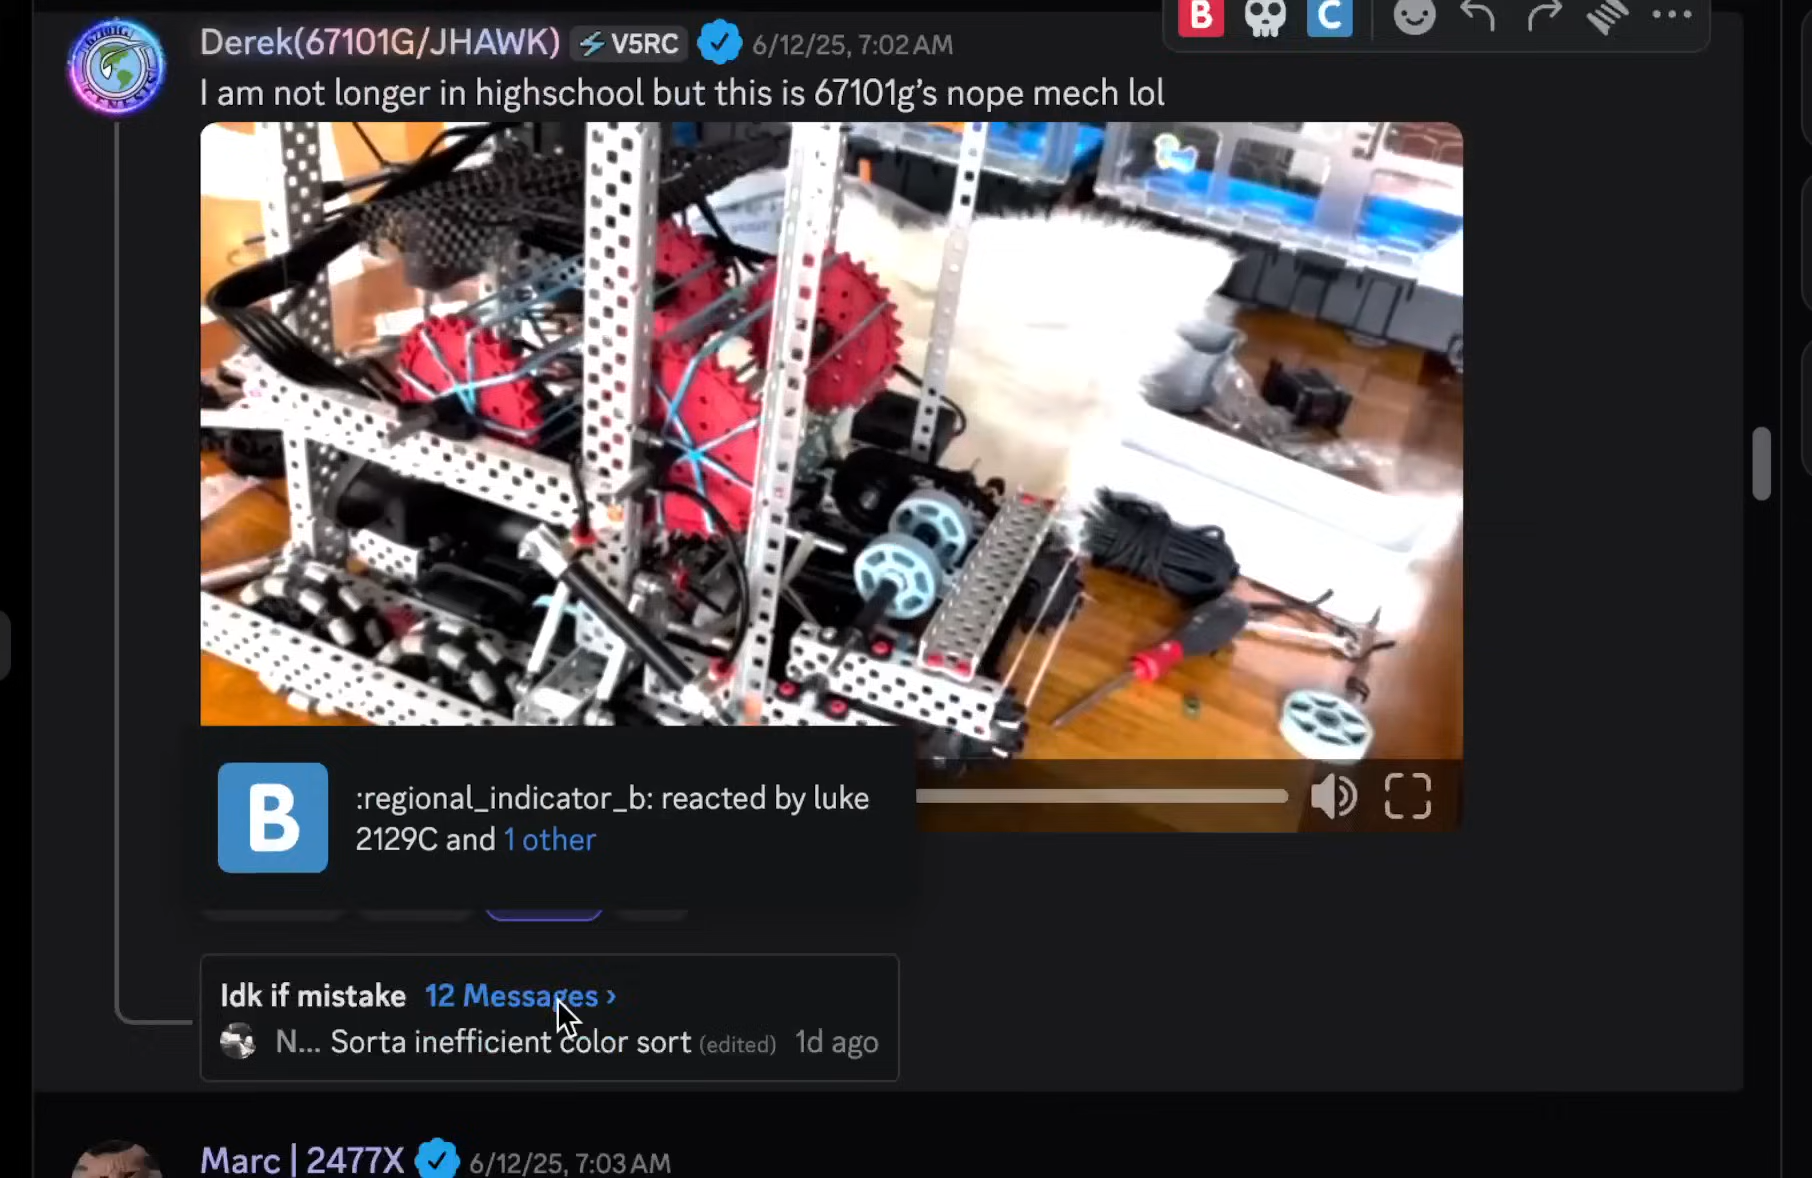 Derek(67101G/JHAWK) V5RC 6/12/25, 7:02 AM
B C
I am not longer in highschool but this is 67101g's nope mech lol
B
:regional_indicator_b: reacted by luke
2129C and 1 other
Idk if mistake 12 Messages ›
N... Sorta inefficient color sort (edited) 1d ago
Marc | 2477X 6/12/25, 7:03 AM